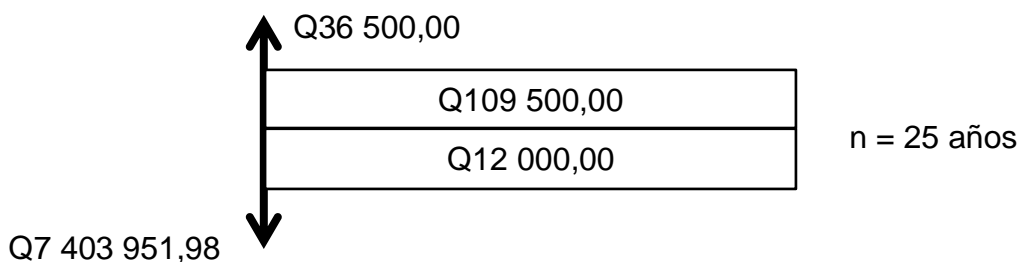 Q36 500,00
Q109 500,00
Q12 000,00
n = 25 años
Q7 403 951,98